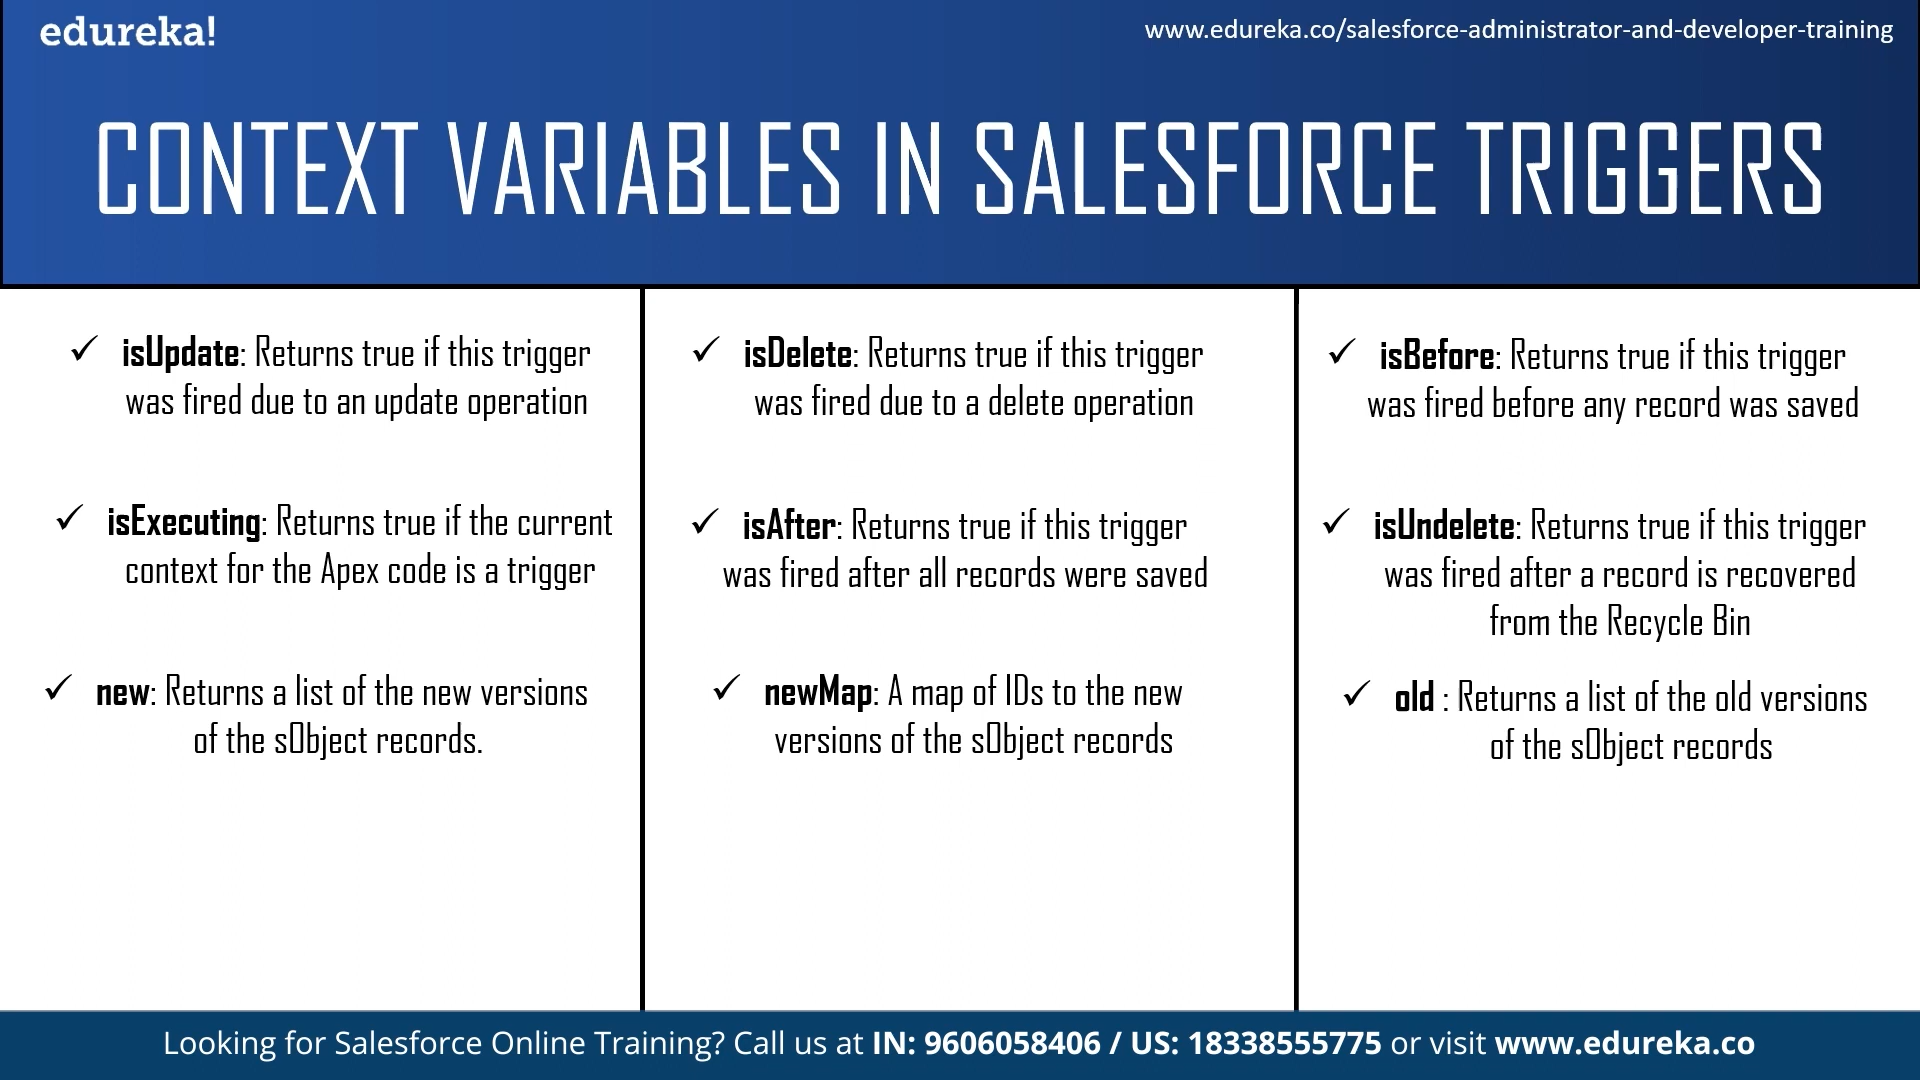 edureka!
www.edureka.co/salesforce-administrator-and-developer-training
CONTEXT VARIABLES IN SALESFORCE TRIGGERS
✓ isUpdate: Returns true if this trigger
was fired due to an update operation
✓ isExecuting: Returns true if the current
context for the Apex code is a trigger
✓ new: Returns a list of the new versions
of the sObject records.
✓ isDelete: Returns true if this trigger
was fired due to a delete operation
✓ isAfter: Returns true if this trigger
was fired after all records were saved
✓ newMap: A map of IDs to the new
versions of the sObject records
✓ isBefore: Returns true if this trigger
was fired before any record was saved
✓ isUndelete: Returns true if this trigger
was fired after a record is recovered
from the Recycle Bin
✓ old : Returns a list of the old versions
of the sObject records
Looking for Salesforce Online Training? Call us at IN: 9606058406 / US: 18338555775 or visit www.edureka.co